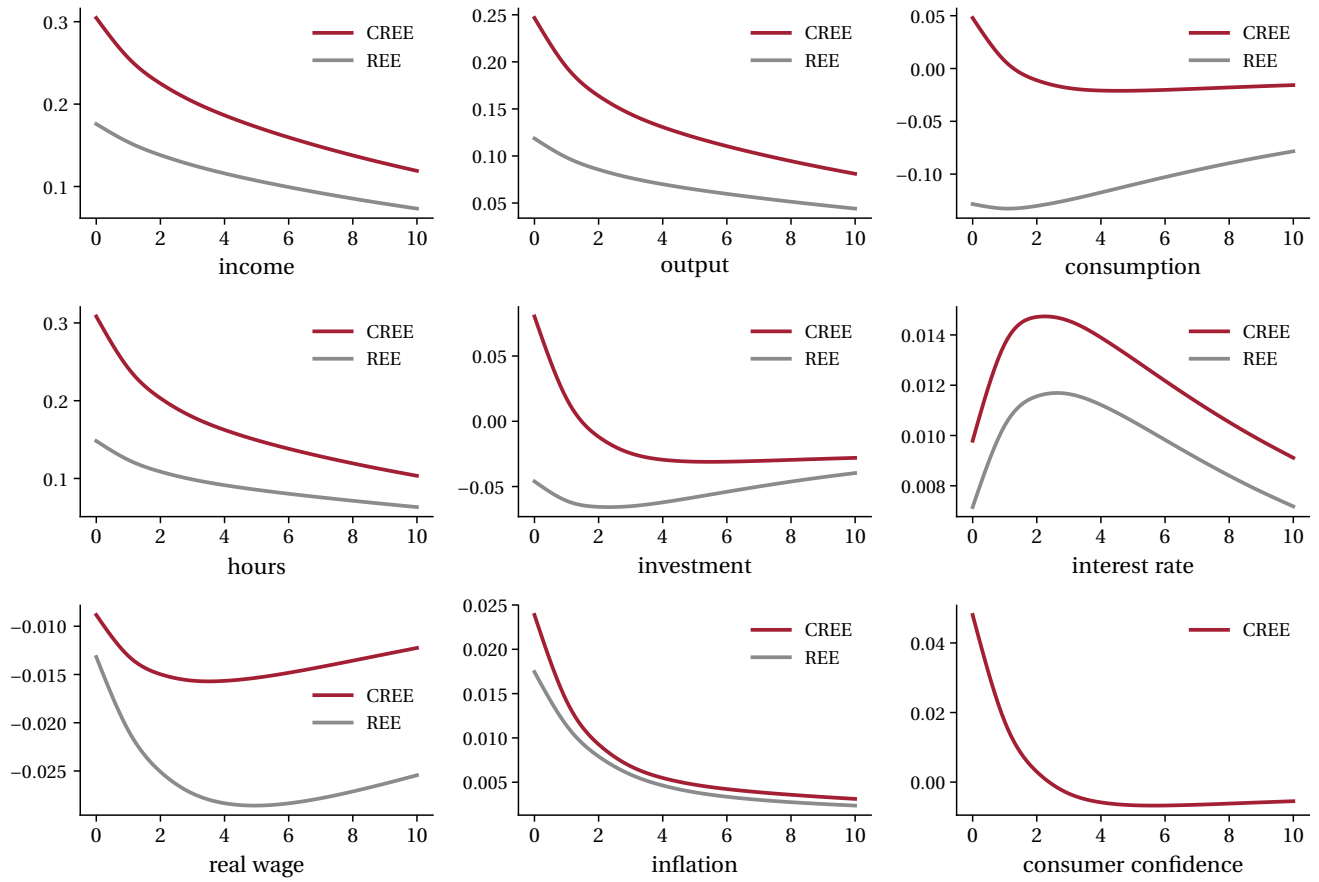 0.3
0.2
0.1
CREE
REE
0 2 4 6 8 10
income
0.25
0.20
0.15
0.10
0.05
CREE
REE
0 2 4 6 8 10
output
0.05
0.00
−0.05
−0.10
CREE
REE
0 2 4 6 8 10
consumption
0.3
0.2
0.1
CREE
REE
0 2 4 6 8 10
hours
0.05
0.00
−0.05
CREE
REE
0 2 4 6 8 10
investment
0.014
0.012
0.010
0.008
CREE
REE
0 2 4 6 8 10
interest rate
−0.010
−0.015
−0.020
−0.025
CREE
REE
0 2 4 6 8 10
real wage
0.025
0.020
0.015
0.010
0.005
CREE
REE
0 2 4 6 8 10
inflation
0.04
0.02
0.00
CREE
0 2 4 6 8 10
consumer confidence